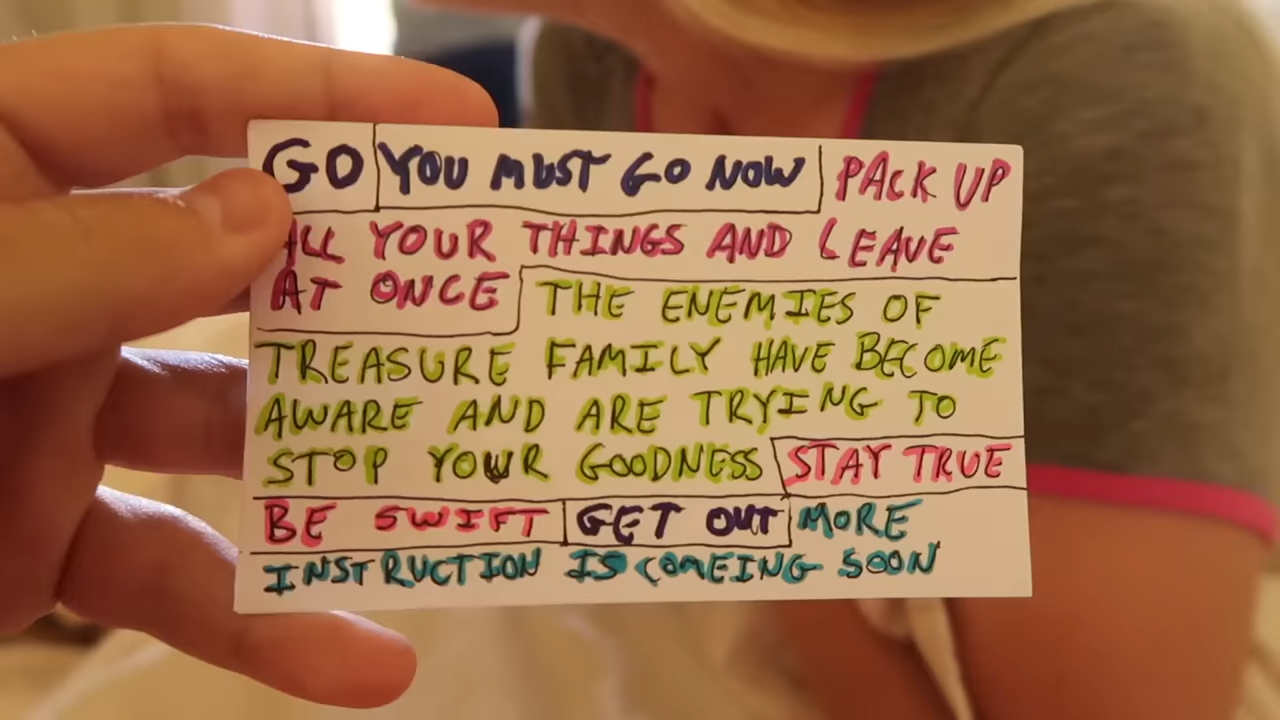 GO YOU MUST GO NOW PACK UP
ALL YOUR THINGS AND LEAVE
AT ONCE THE ENEMIES OF
TREASURE FAMILY HAVE BECOME
AWARE AND ARE TRYING TO
STOP YOUR GOODNESS STAY TRUE
BE SWIFT GET OUT MORE
INSTRUCTION IS COMEING SOON